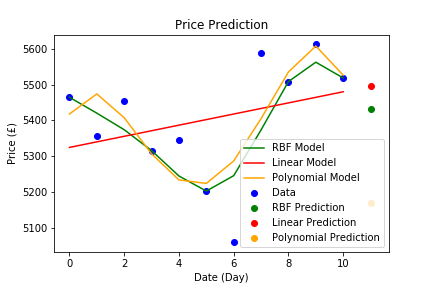 Price Prediction
Price (£)
5600
5500
5400
5300
5200
5100
RBF Model
Linear Model
Polynomial Model
Data
RBF Prediction
Linear Prediction
Polynomial Prediction
0 2 4 6 8 10
Date (Day)